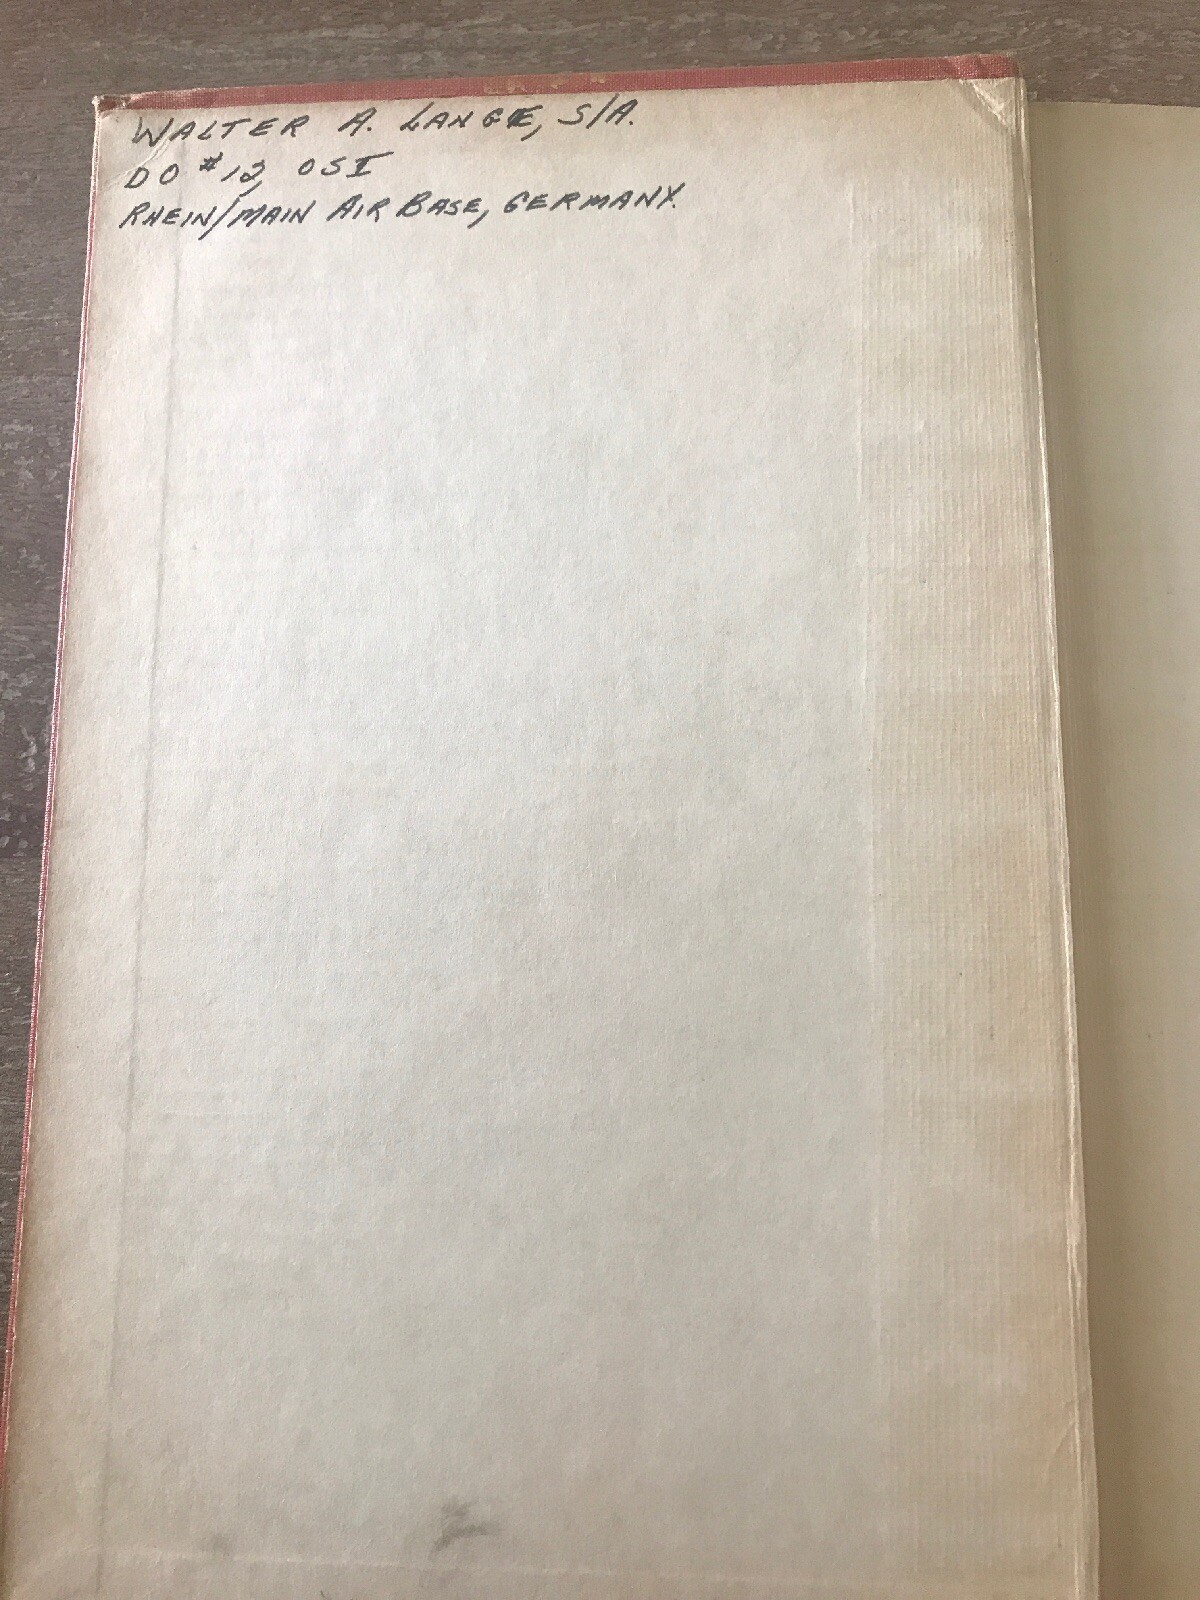 WALTER A. LANGE, S/A.
DO #12, OSI
RHEIN/MAIN AIR BASE, GERMANY.